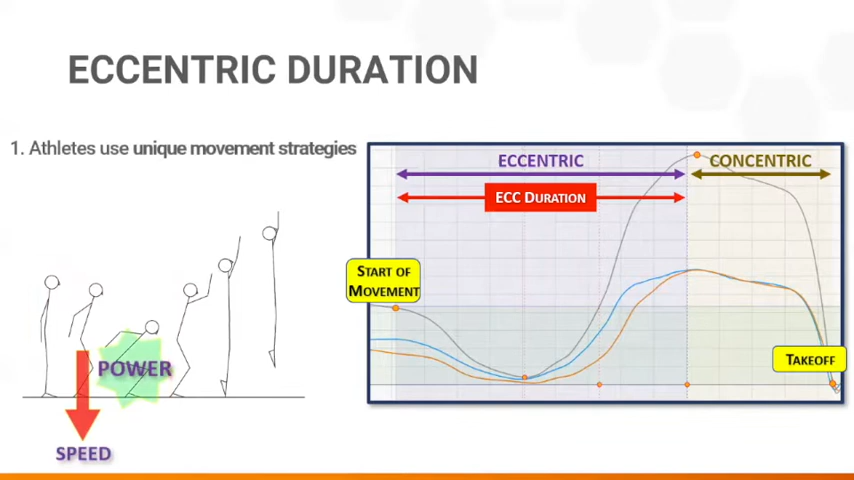 ECCENTRIC DURATION
1. Athletes use unique movement strategies
ECCENTRIC
CONCENTRIC
ECC DURATION
START OF
MOVEMENT
TAKEOFF
POWER
SPEED